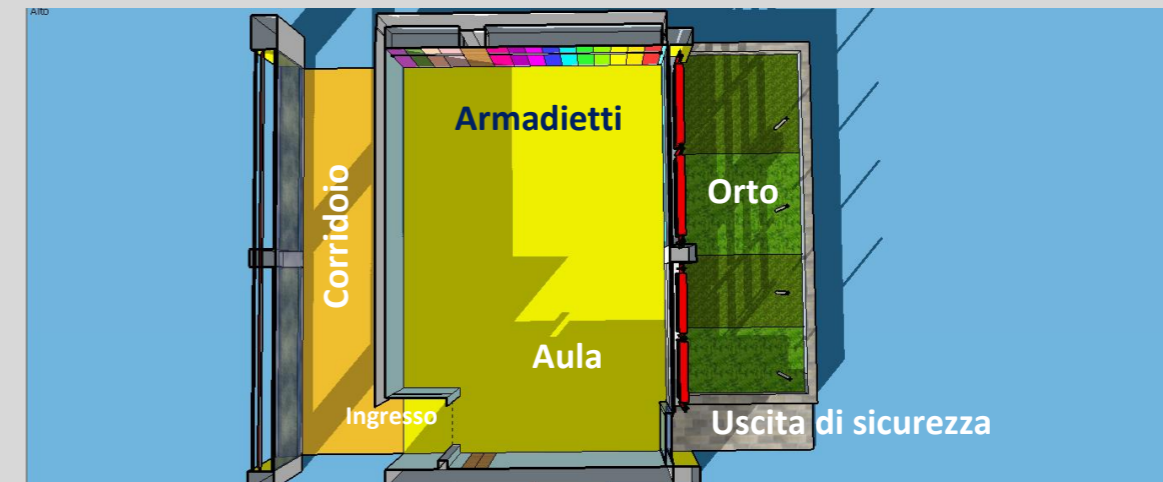 Alto
Armadietti
Corridoio
Orto
Aula
Ingresso
Uscita di sicurezza